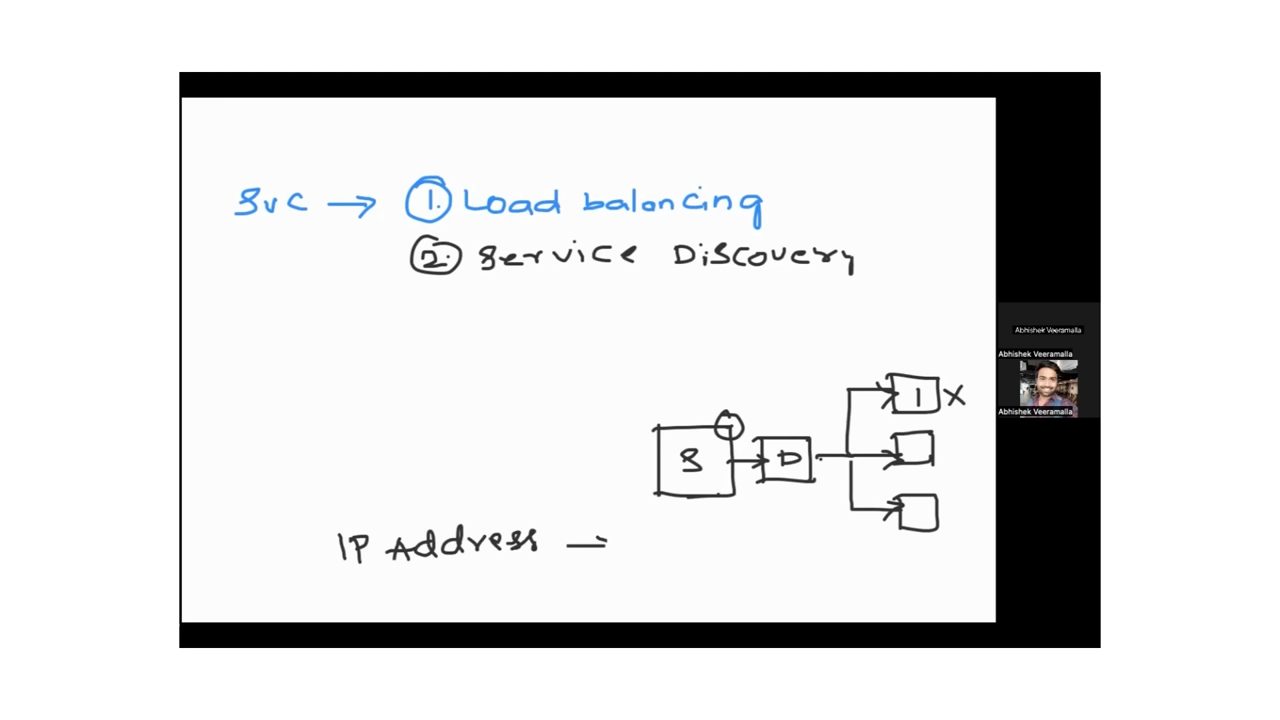 SVC → 1. Load balancing
2. Service Discovery
Abhishek Veeramalla
Abhishek Veeramalla
Abhishek Veeramalla
1 X
S → D
IP Address →